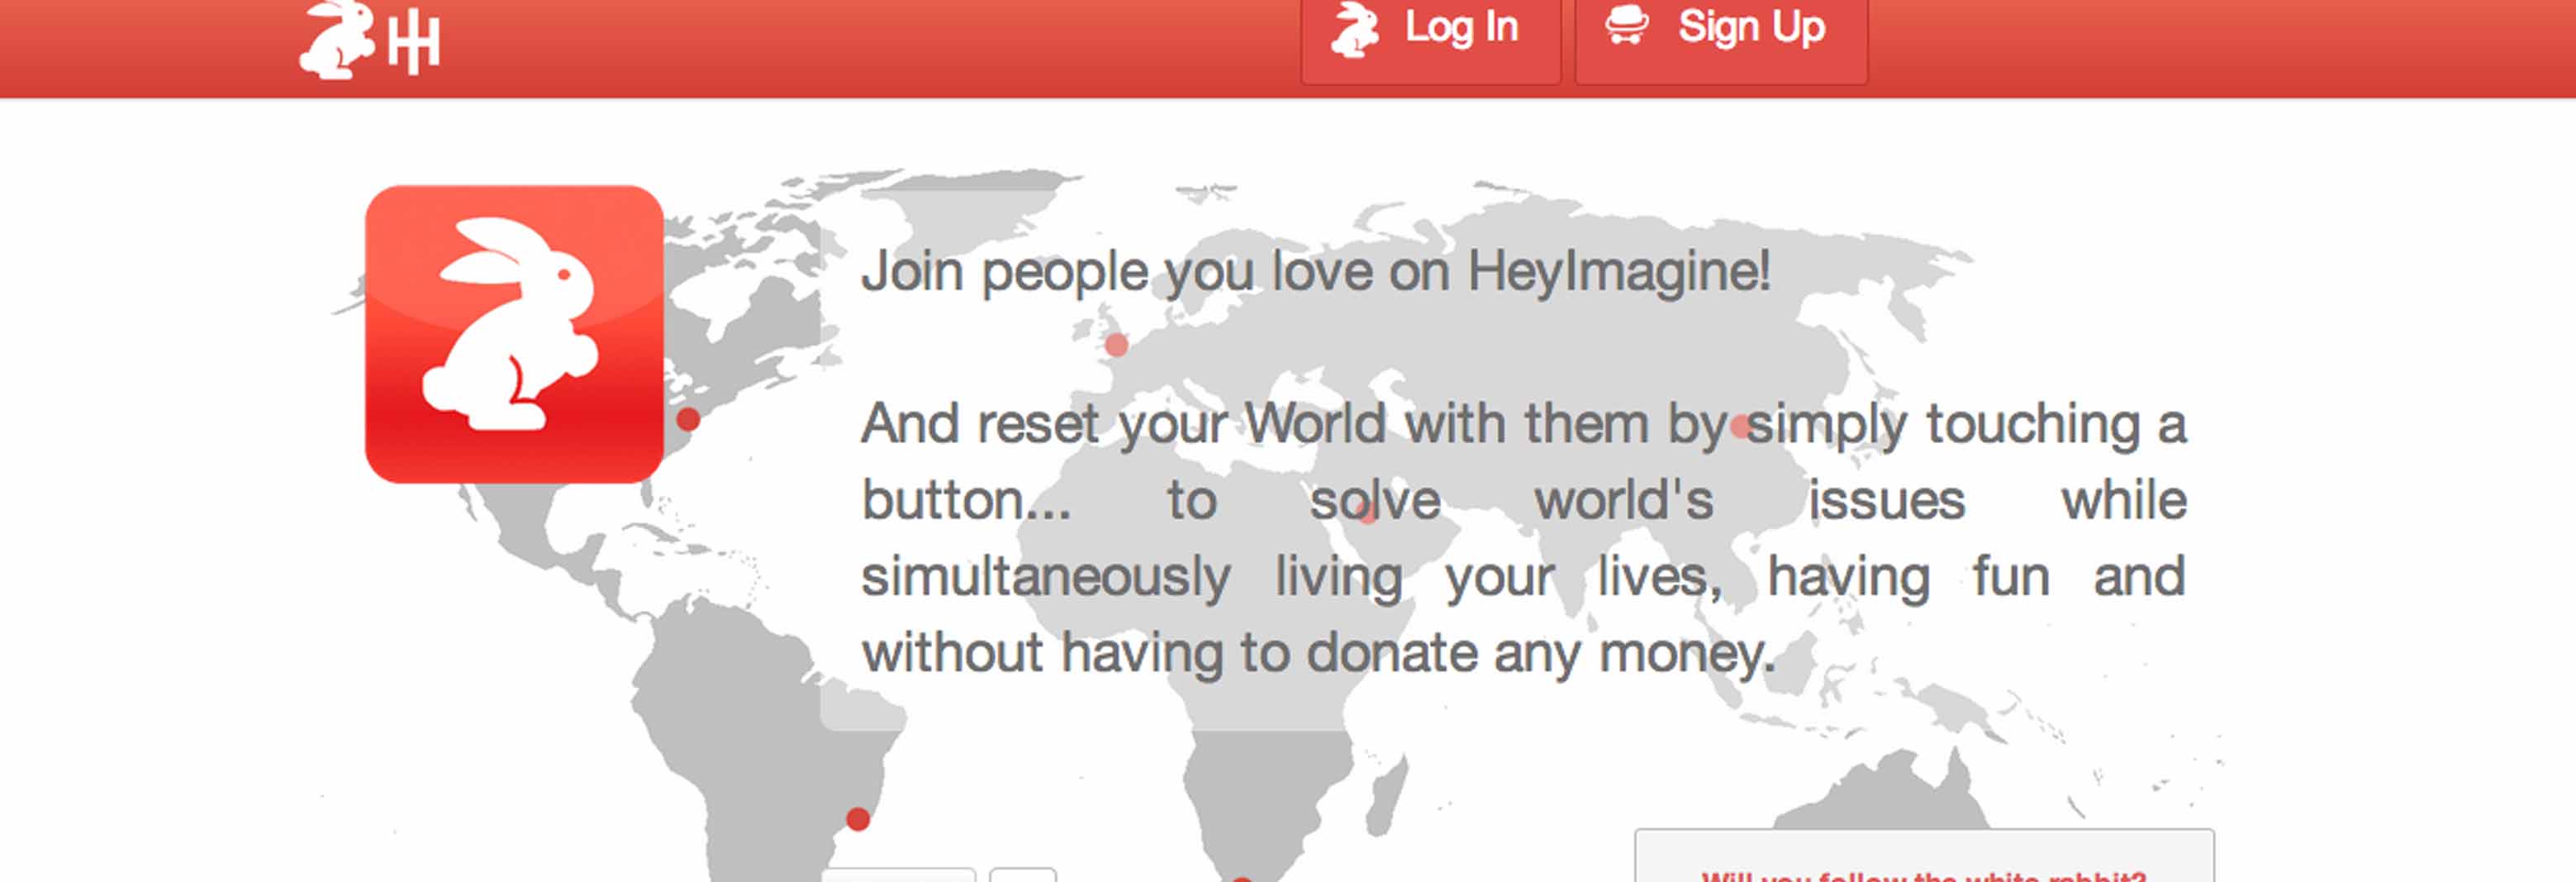 Log In
Sign Up
Join people you love on HeyImagine!
And reset your World with them by simply touching a
button... to solve world's issues while
simultaneously living your lives, having fun and
without having to donate any money.
Will you follow the white rabbit?